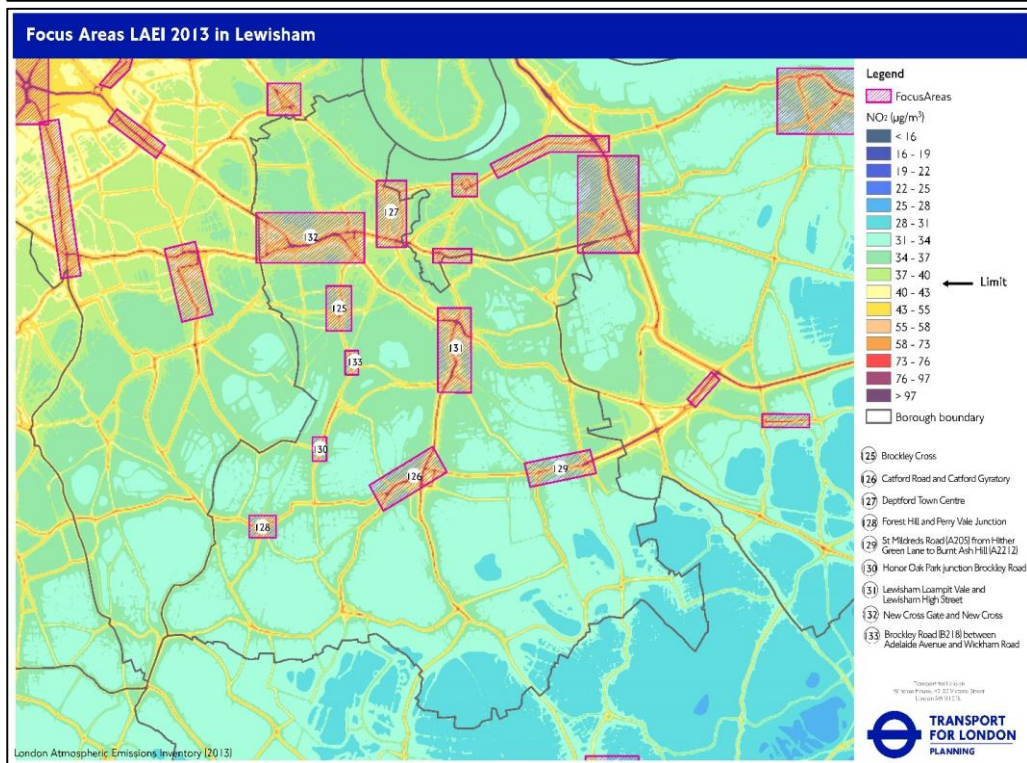 Focus Areas LAEI 2013 in Lewisham
127
132
125
131
133
130
126
129
128
London Atmospheric Emissions Inventory (2013)
Legend
FocusAreas
NO2 (µg/m³)
< 16
16 - 19
19 - 22
22 - 25
25 - 28
28 - 31
31 - 34
34 - 37
37 - 40
40 - 43
43 - 55
55 - 58
58 - 73
73 - 76
76 - 97
> 97
Limit
Borough boundary
125 Brockley Cross
126 Catford Road and Catford Gyratory
127 Deptford Town Centre
128 Forest Hill and Perry Vale Junction
129 St Mildreds Road (A205) from Hither
Green Lane to Burnt Ash Hill (A2212)
130 Honor Oak Park junction Brockley Road
131 Lewisham Loampit Vale and
Lewisham High Street
132 New Cross Gate and New Cross
133 Brockley Road (B218) between
Adelaide Avenue and Wickham Road
Transport for London
Street
London
TRANSPORT
FOR LONDON
PLANNING